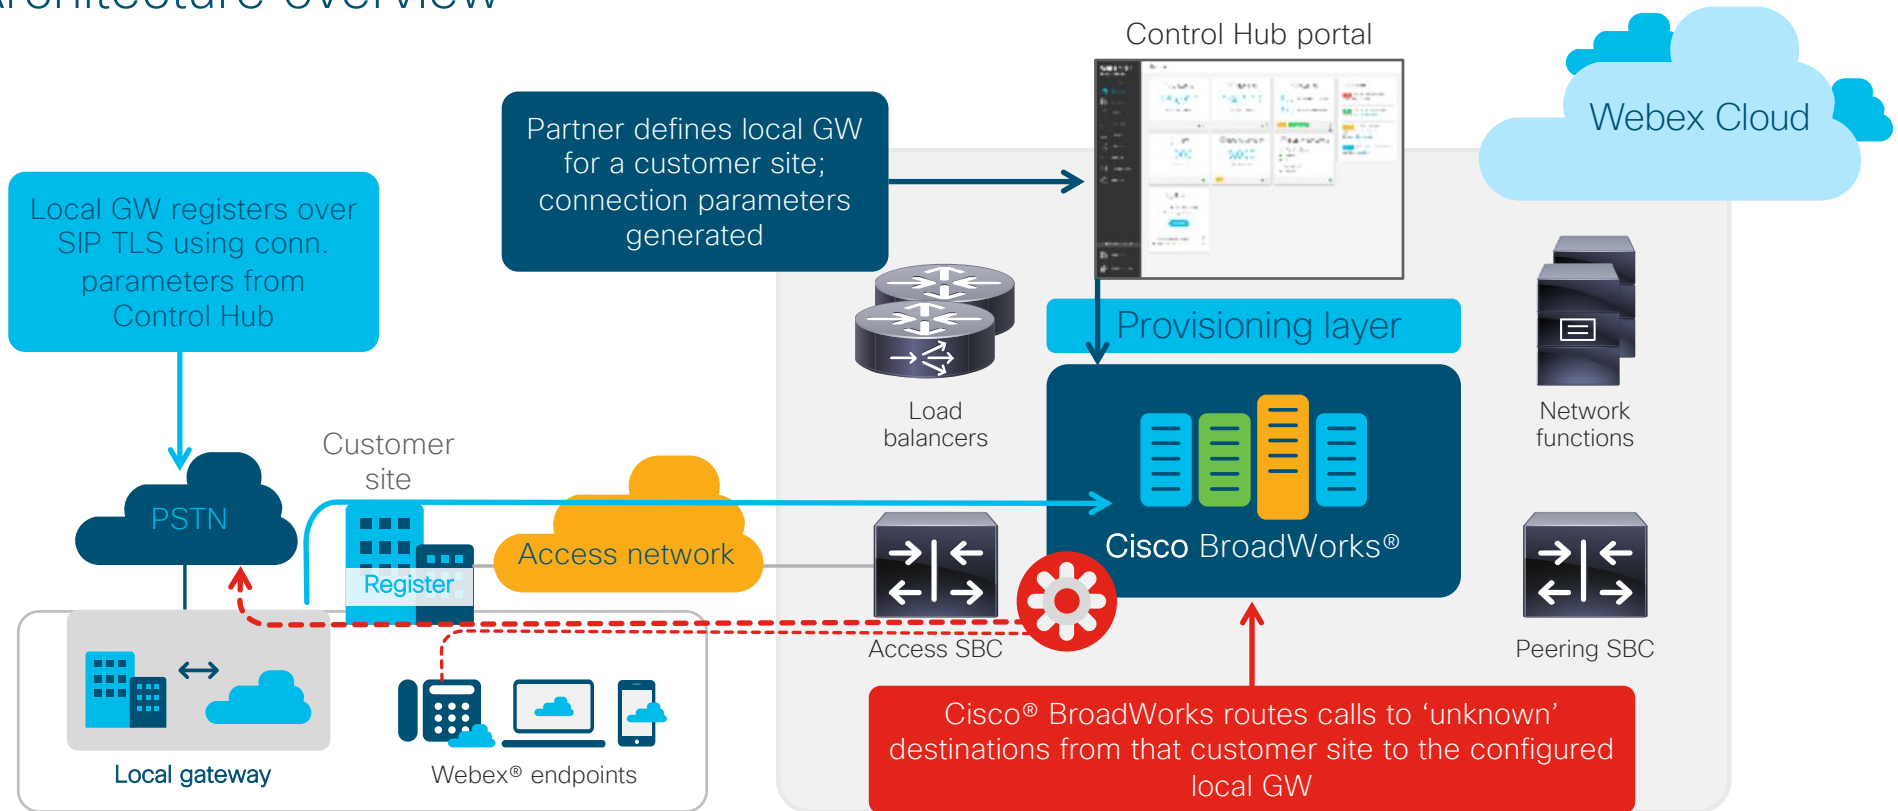 Architecture overview
Control Hub portal
Webex Cloud
Partner defines local GW
for a customer site;
connection parameters
generated
Local GW registers over
SIP TLS using conn.
parameters from
Control Hub
Provisioning layer
Load
balancers
Network
functions
Customer
site
PSTN
Access network
Cisco BroadWorks®
Register
Access SBC
Peering SBC
Cisco® BroadWorks routes calls to ‘unknown’
destinations from that customer site to the configured
local GW
Local gateway
Webex® endpoints